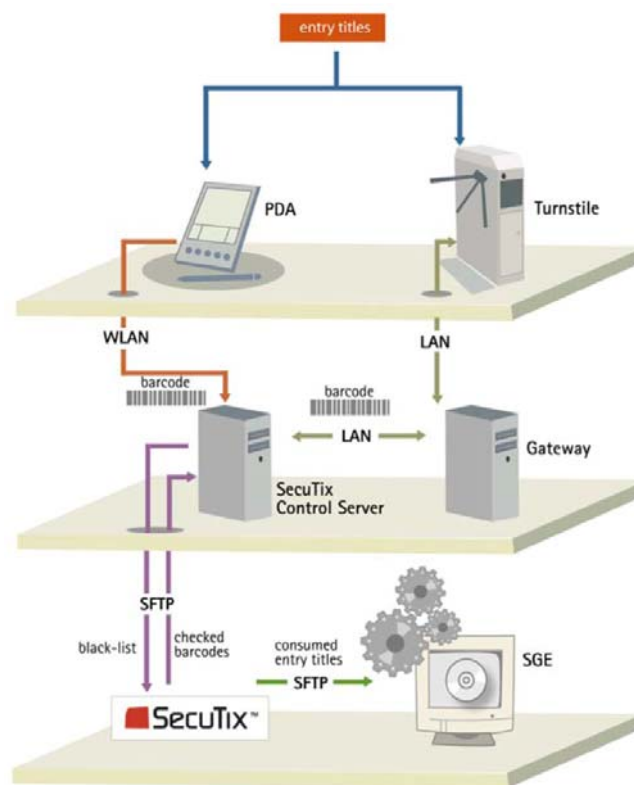 entry titles
PDA
Turnstile
WLAN
LAN
barcode
barcode
LAN
Gateway
SecuTix
Control Server
SFTP
black-list
checked
barcodes
consumed
entry titles
SFTP
SGE
SECUTIX™